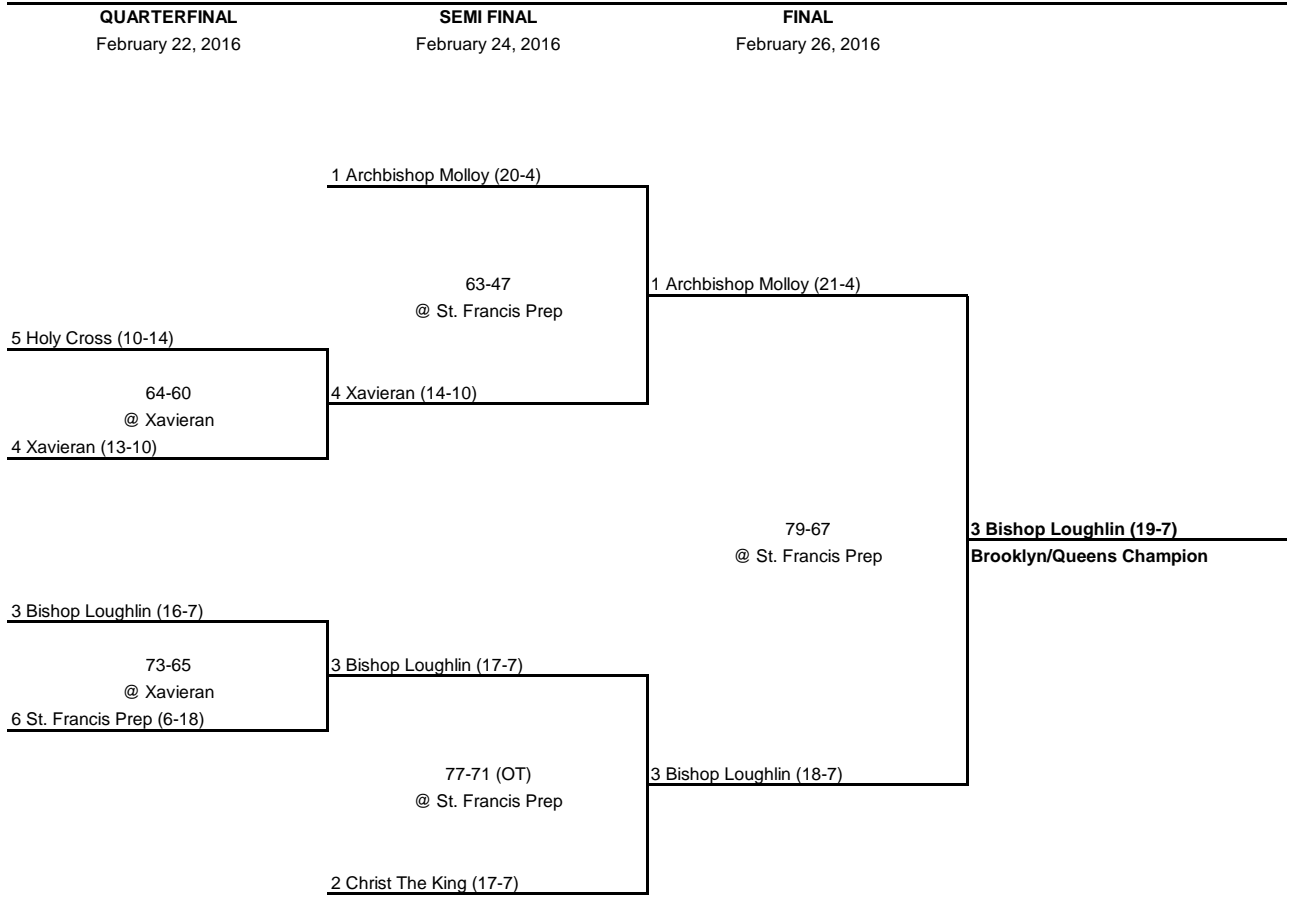 QUARTERFINAL
SEMI FINAL
FINAL
February 22, 2016
February 24, 2016
February 26, 2016
1 Archbishop Molloy (20-4)
63-47
@ St. Francis Prep
1 Archbishop Molloy (21-4)
5 Holy Cross (10-14)
64-60
@ Xavieran
4 Xavieran (14-10)
4 Xavieran (13-10)
79-67
@ St. Francis Prep
3 Bishop Loughlin (19-7)
Brooklyn/Queens Champion
3 Bishop Loughlin (16-7)
73-65
@ Xavieran
3 Bishop Loughlin (17-7)
6 St. Francis Prep (6-18)
77-71 (OT)
@ St. Francis Prep
3 Bishop Loughlin (18-7)
2 Christ The King (17-7)